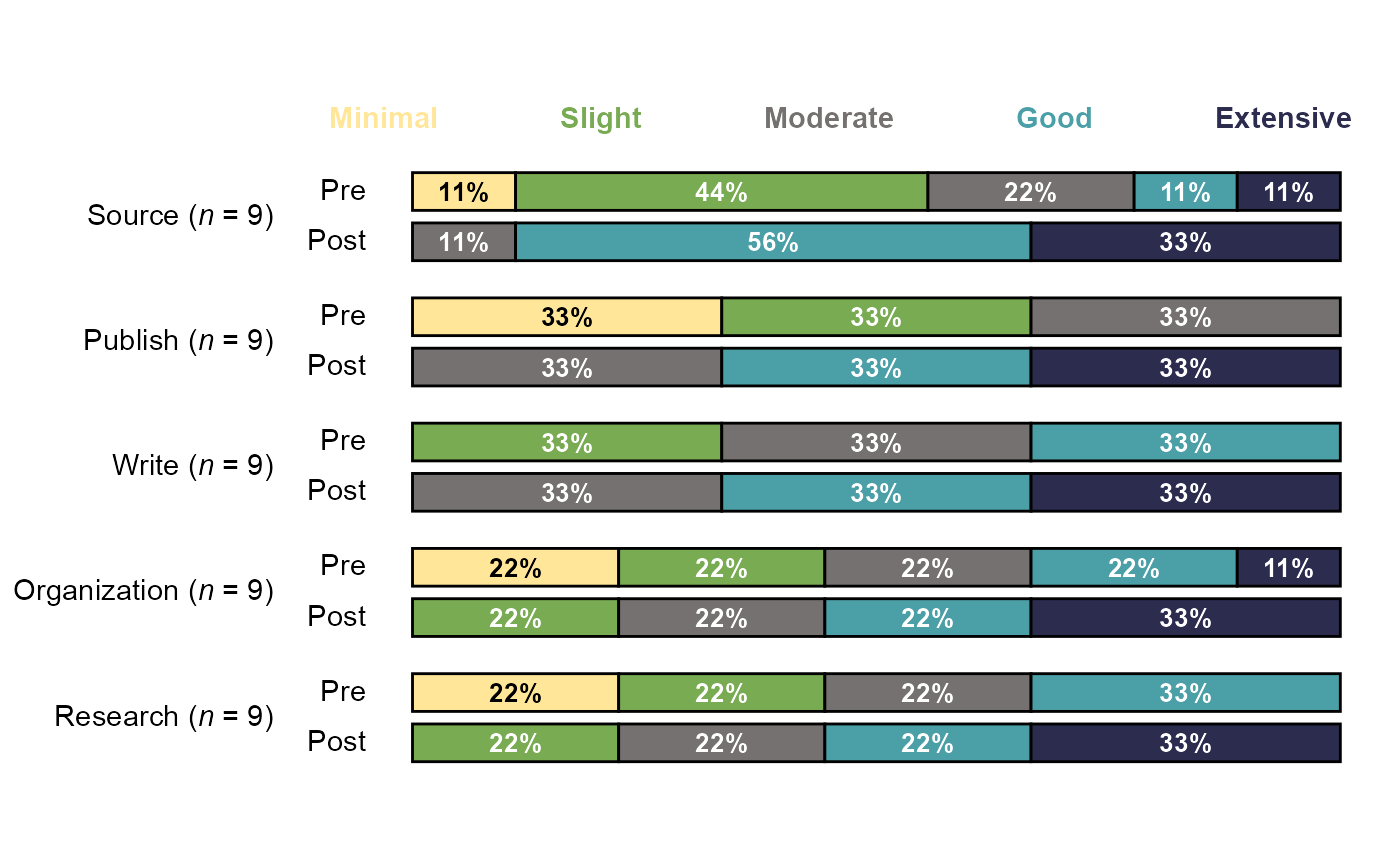 Minimal Slight Moderate Good Extensive
Source (n = 9)
Pre 11% 44% 22% 11% 11%
Post 11% 56% 33%
Publish (n = 9)
Pre 33% 33% 33%
Post 33% 33% 33%
Write (n = 9)
Pre 33% 33% 33%
Post 33% 33% 33%
Organization (n = 9)
Pre 22% 22% 22% 22% 11%
Post 22% 22% 22% 33%
Research (n = 9)
Pre 22% 22% 22% 33%
Post 22% 22% 22% 33%